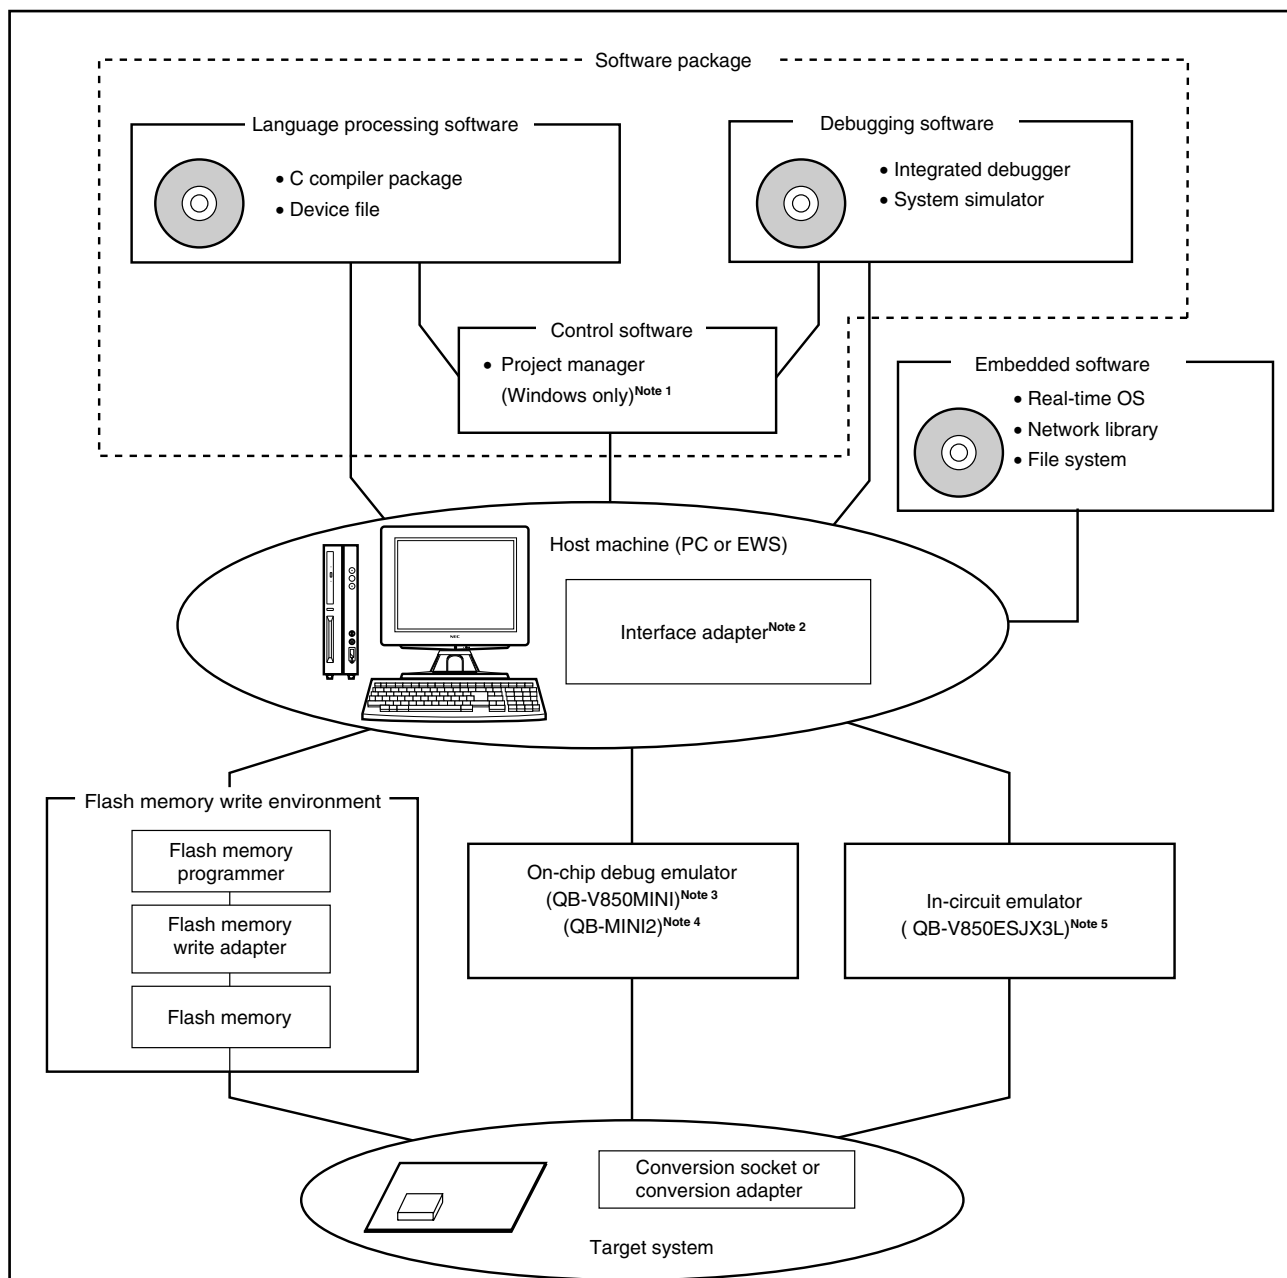 Software package
Language processing software
• C compiler package
• Device file
Debugging software
• Integrated debugger
• System simulator
Control software
• Project manager
(Windows only)Note 1
Embedded software
• Real-time OS
• Network library
• File system
Host machine (PC or EWS)
Interface adapterNote 2
NEC
Flash memory write environment
Flash memory
programmer
Flash memory
write adapter
Flash memory
On-chip debug emulator
(QB-V850MINI)Note 3
(QB-MINI2)Note 4
In-circuit emulator
( QB-V850ESJX3L)Note 5
Conversion socket or
conversion adapter
Target system